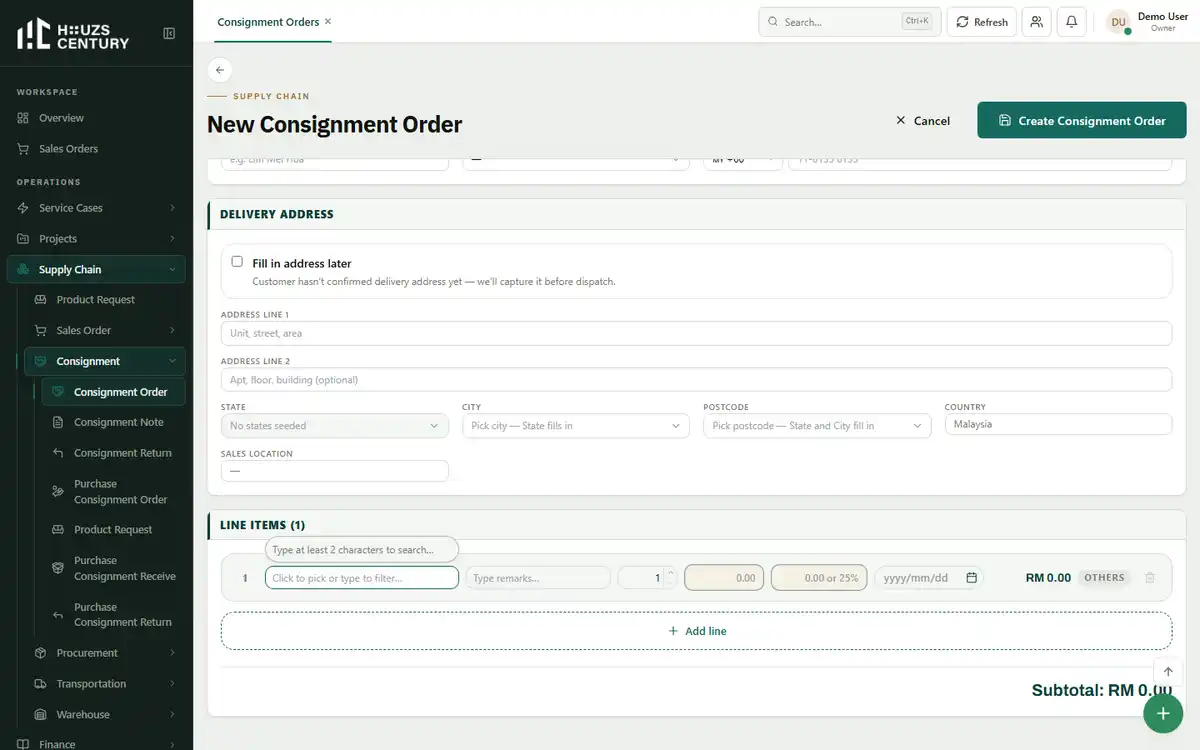 HOUZS
CENTURY
WORKSPACE
Overview
Sales Orders
OPERATIONS
Service Cases
Projects
Supply Chain
Product Request
Sales Order
Consignment
Consignment Order
Consignment Note
Consignment Return
Purchase
Consignment Order
Product Request
Purchase
Consignment Receive
Purchase
Consignment Return
Procurement
Transportation
Warehouse
Finance
Consignment Orders ×
Search...
Ctrl+K
Refresh
DU
Demo User
Owner
SUPPLY CHAIN
New Consignment Order
Cancel
Create Consignment Order
DELIVERY ADDRESS
Fill in address later
Customer hasn't confirmed delivery address yet — we'll capture it before dispatch.
ADDRESS LINE 1
Unit, street, area
ADDRESS LINE 2
Apt, floor, building (optional)
STATE
CITY
POSTCODE
COUNTRY
No states seeded
Pick city — State fills in
Pick postcode — State and City fill in
Malaysia
SALES LOCATION
—
LINE ITEMS (1)
Type at least 2 characters to search...
1
Click to pick or type to filter...
Type remarks...
1
0.00
0.00 or 25%
yyyy/mm/dd
RM 0.00
OTHERS
+ Add line
Subtotal: RM 0.00